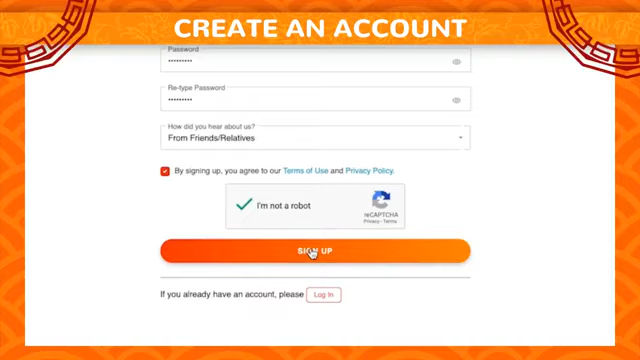 CREATE AN ACCOUNT
Password
•••••••••
Re-type Password
•••••••••
How did you hear about us?
From Friends/Relatives
By signing up, you agree to our Terms of Use and Privacy Policy.
I'm not a robot
reCAPTCHA
Privacy - Terms
SIGN UP
If you already have an account, please Log In